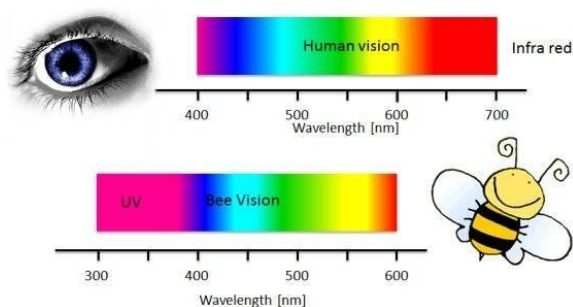 Human vision
Infra red
400 500 600 700
Wavelength [nm]
UV
Bee Vision
300 400 500 600
Wavelength [nm]